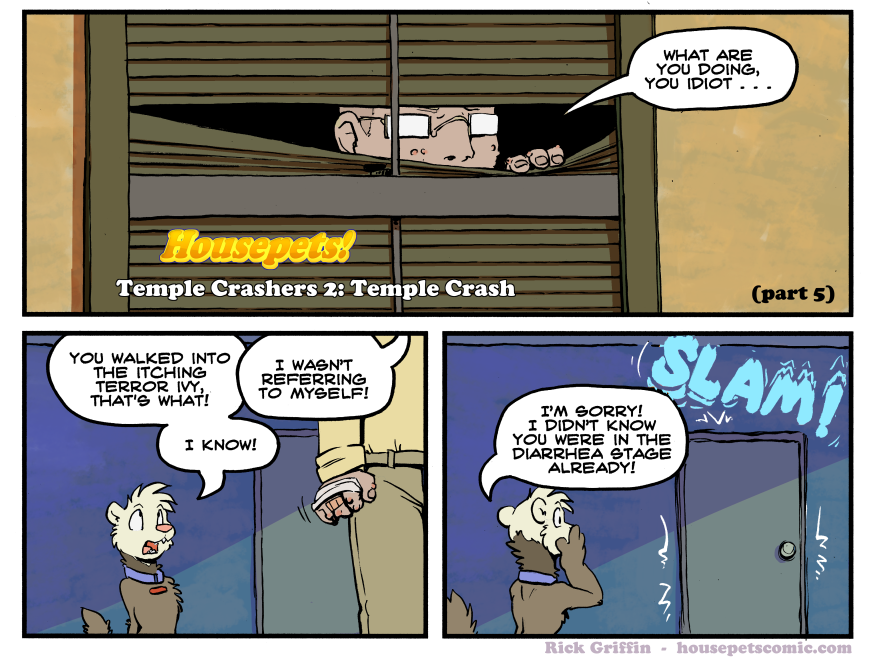 WHAT ARE
YOU DOING,
YOU IDIOT . . .
Housepets!
Temple Crashers 2: Temple Crash
(part 5)
YOU WALKED INTO
THE ITCHING
TERROR IVY,
THAT'S WHAT!
I WASN'T
REFERRING
TO MYSELF!
I KNOW!
SLAM!
I'M SORRY!
I DIDN'T KNOW
YOU WERE IN THE
DIARRHEA STAGE
ALREADY!
Rick Griffin - housepetscomic.com